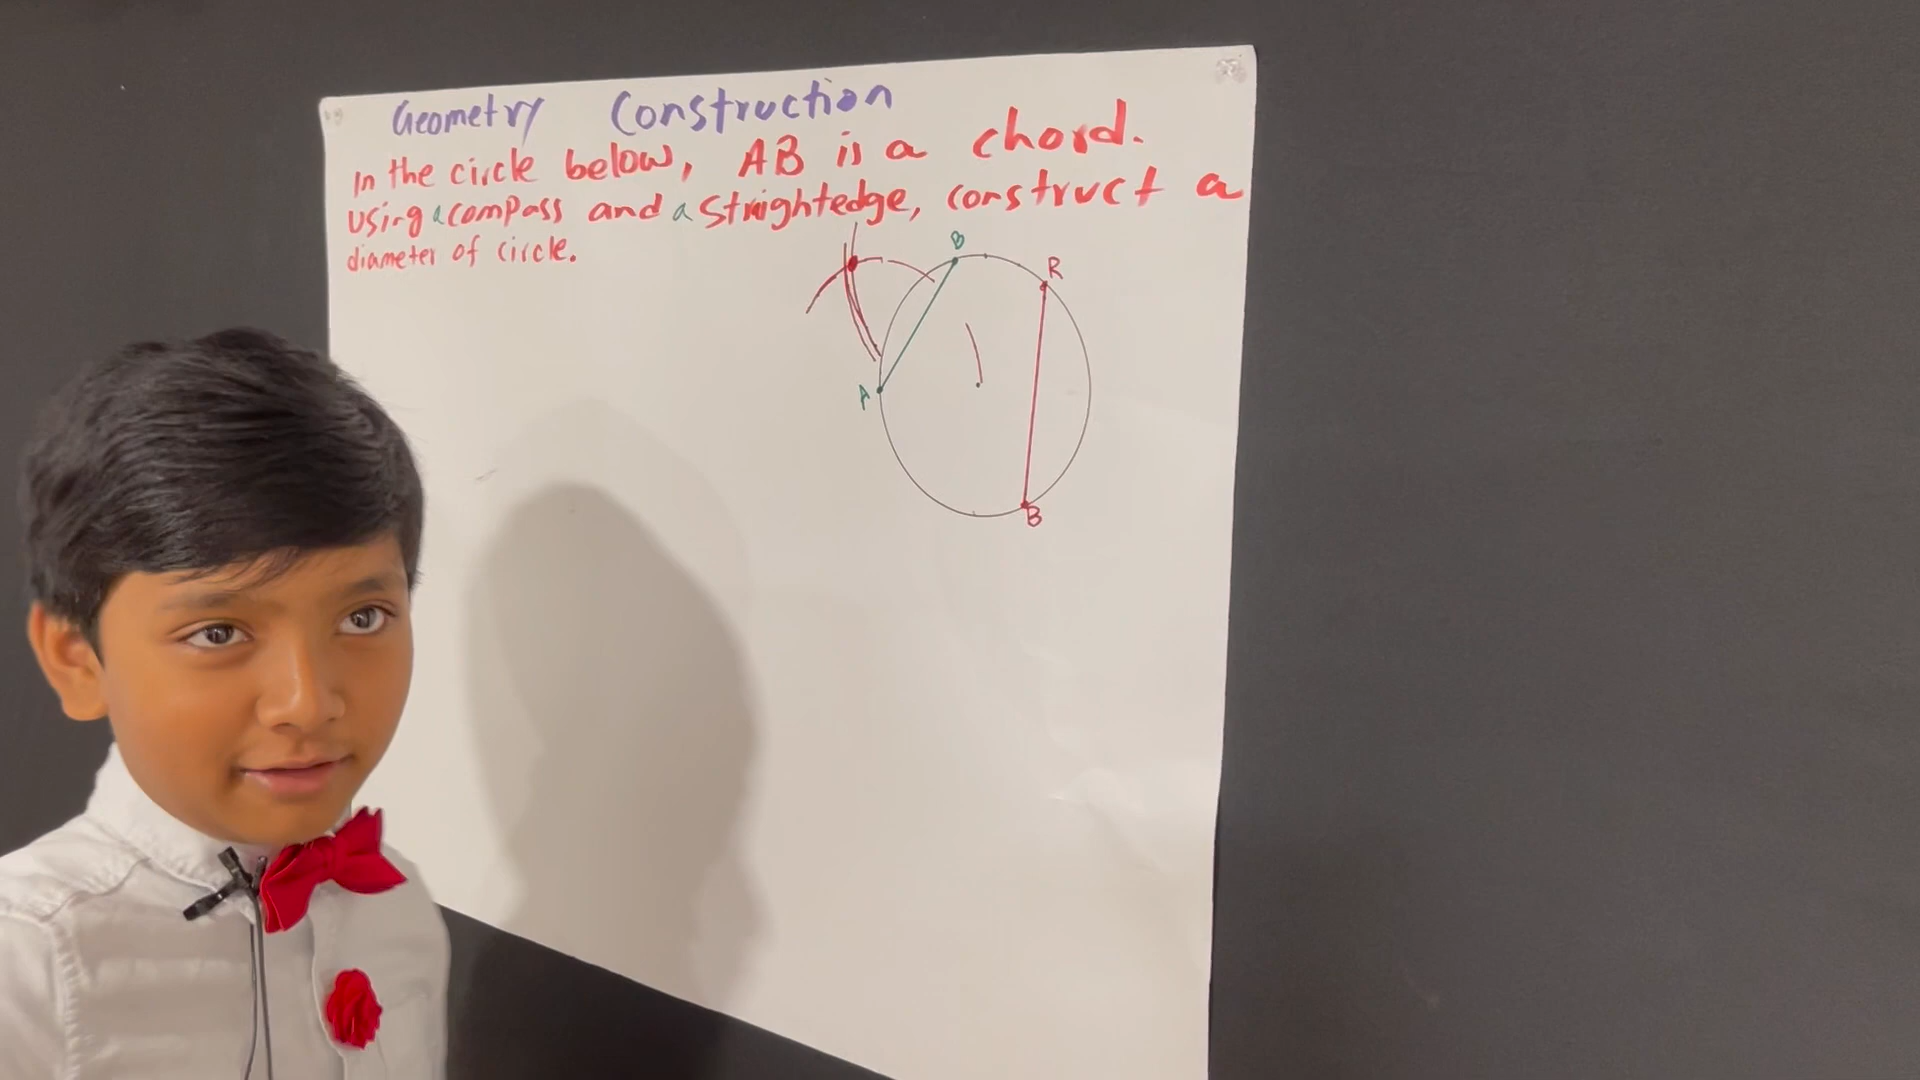 Geometry Construction
In the circle below, AB is a chord.
using a compass and a straightedge, construct a
diameter of circle.
B
R
A
B